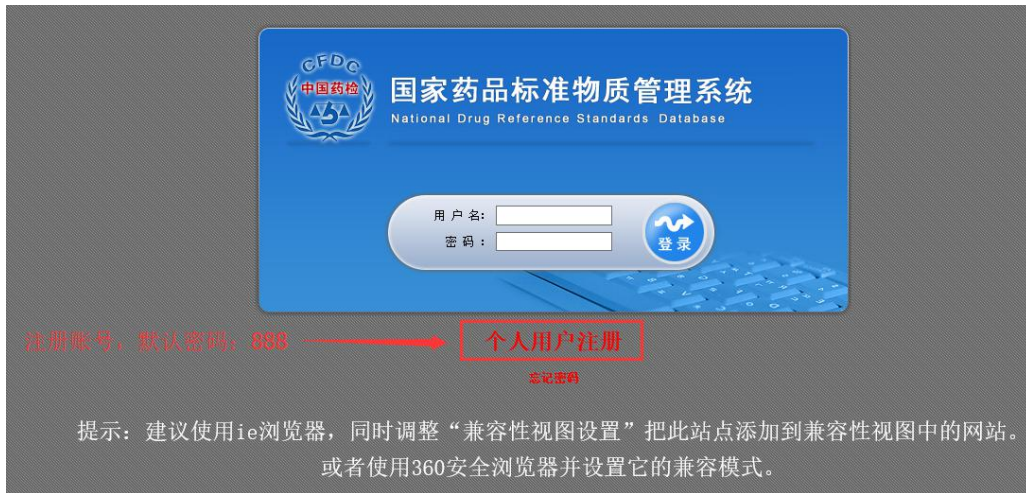 CFDC
中国药检
国家药品标准物质管理系统
National Drug Reference Standards Database
用 户 名:
密 码 :
登 录
注册账号，默认密码：888
个人用户注册
忘记密码
提示：建议使用ie浏览器，同时调整“兼容性视图设置”把此站点添加到兼容性视图中的网站。
或者使用360安全浏览器并设置它的兼容模式。